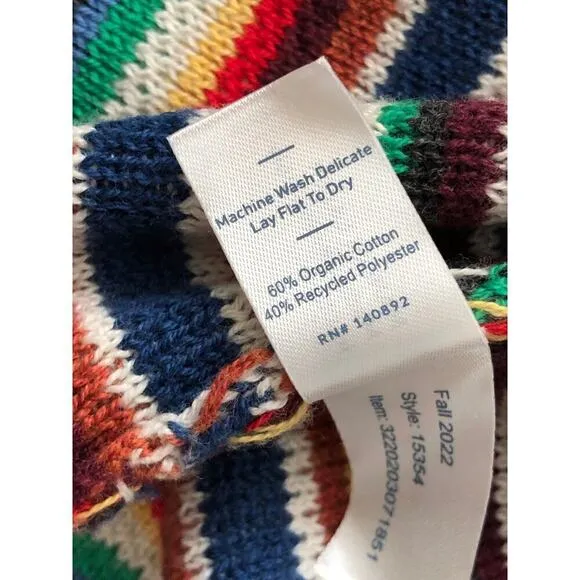 Machine Wash Delicate
Lay Flat To Dry
60% Organic Cotton
40% Recycled Polyester
RN# 140892
Fall 2022
Style: 15354
Item: 3220203071851